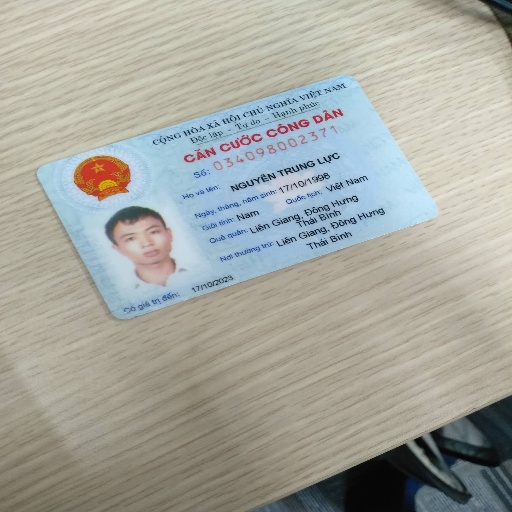 CỘNG HÒA XÃ HỘI CHỦ NGHĨA VIỆT NAM
Độc lập - Tự do - Hạnh phúc
CĂN CƯỚC CÔNG DÂN
Số: 034098002371
Họ và tên: NGUYỄN TRUNG LỰC
Ngày, tháng, năm sinh: 17/10/1998
Giới tính: Nam Quốc tịch: Việt Nam
Quê quán: Liên Giang, Đông Hưng
Thái Bình
Nơi thường trú: Liên Giang, Đông Hưng
Thái Bình
Có giá trị đến: 17/10/2023